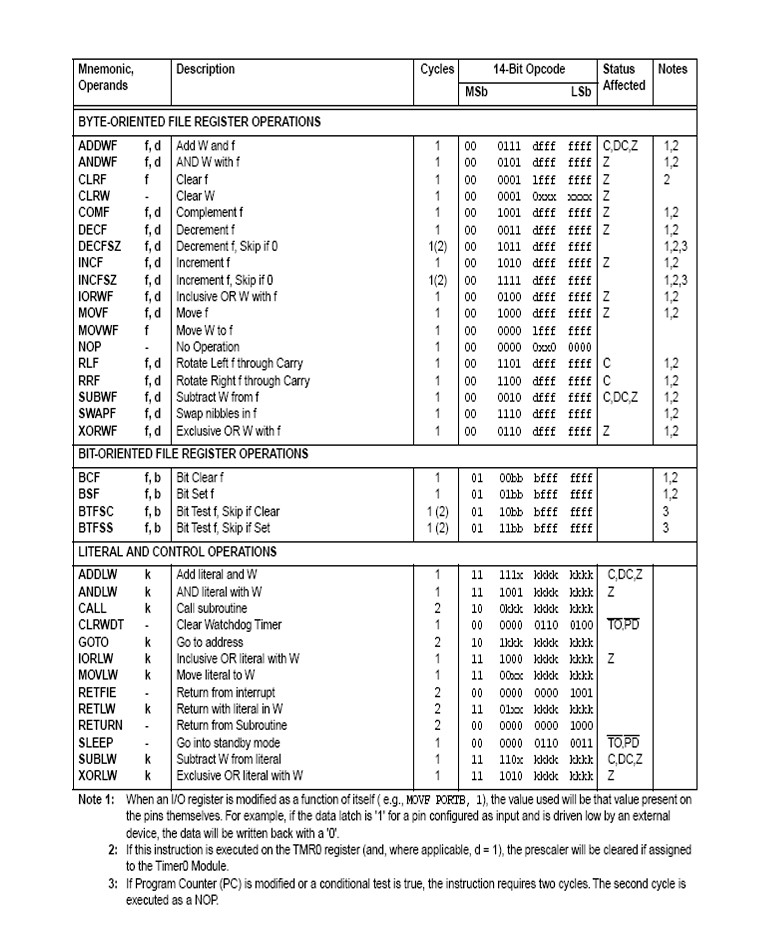 Mnemonic, Operands Description Cycles 14-Bit Opcode MSb LSb Status Affected Notes
BYTE-ORIENTED FILE REGISTER OPERATIONS
ADDWF f, d Add W and f 1 00 0111 dfff ffff C,DC,Z 1,2
ANDWF f, d AND W with f 1 00 0101 dfff ffff Z 1,2
CLRF f Clear f 1 00 0001 lfff ffff Z 2
CLRW - Clear W 1 00 0001 0xxx xxxx Z
COMF f, d Complement f 1 00 1001 dfff ffff Z 1,2
DECF f, d Decrement f 1 00 0011 dfff ffff Z 1,2
DECFSZ f, d Decrement f, Skip if 0 1(2) 00 1011 dfff ffff 1,2,3
INCF f, d Increment f 1 00 1010 dfff ffff Z 1,2
INCFSZ f, d Increment f, Skip if 0 1(2) 00 1111 dfff ffff 1,2,3
IORWF f, d Inclusive OR W with f 1 00 0100 dfff ffff Z 1,2
MOVF f, d Move f 1 00 1000 dfff ffff Z 1,2
MOVWF f Move W to f 1 00 0000 lfff ffff
NOP - No Operation 1 00 0000 0xx0 0000
RLF f, d Rotate Left f through Carry 1 00 1101 dfff ffff C 1,2
RRF f, d Rotate Right f through Carry 1 00 1100 dfff ffff C 1,2
SUBWF f, d Subtract W from f 1 00 0010 dfff ffff C,DC,Z 1,2
SWAPF f, d Swap nibbles in f 1 00 1110 dfff ffff 1,2
XORWF f, d Exclusive OR W with f 1 00 0110 dfff ffff Z 1,2
BIT-ORIENTED FILE REGISTER OPERATIONS
BCF f, b Bit Clear f 1 01 00bb bfff ffff 1,2
BSF f, b Bit Set f 1 01 01bb bfff ffff 1,2
BTFSC f, b Bit Test f, Skip if Clear 1 (2) 01 10bb bfff ffff 3
BTFSS f, b Bit Test f, Skip if Set 1 (2) 01 11bb bfff ffff 3
LITERAL AND CONTROL OPERATIONS
ADDLW k Add literal and W 1 11 111x kkkk kkkk C,DC,Z
ANDLW k AND literal with W 1 11 1001 kkkk kkkk Z
CALL k Call subroutine 2 10 0kkk kkkk kkkk
CLRWDT - Clear Watchdog Timer 1 00 0000 0110 0100 TO,PD
GOTO k Go to address 2 10 1kkk kkkk kkkk
IORLW k Inclusive OR literal with W 1 11 1000 kkkk kkkk Z
MOVLW k Move literal to W 1 11 00xx kkkk kkkk
RETFIE - Return from interrupt 2 00 0000 0000 1001
RETLW k Return with literal in W 2 11 01xx kkkk kkkk
RETURN - Return from Subroutine 2 00 0000 0000 1000
SLEEP - Go into standby mode 1 00 0000 0110 0011 TO,PD
SUBLW k Subtract W from literal 1 11 110x kkkk kkkk C,DC,Z
XORLW k Exclusive OR literal with W 1 11 1010 kkkk kkkk Z
Note 1: When an I/O register is modified as a function of itself ( e.g., MOVF PORTB, 1), the value used will be that value present on
the pins themselves. For example, if the data latch is '1' for a pin configured as input and is driven low by an external
device, the data will be written back with a '0'.
2: If this instruction is executed on the TMR0 register (and, where applicable, d = 1), the prescaler will be cleared if assigned
to the Timer0 Module.
3: If Program Counter (PC) is modified or a conditional test is true, the instruction requires two cycles. The second cycle is
executed as a NOP.